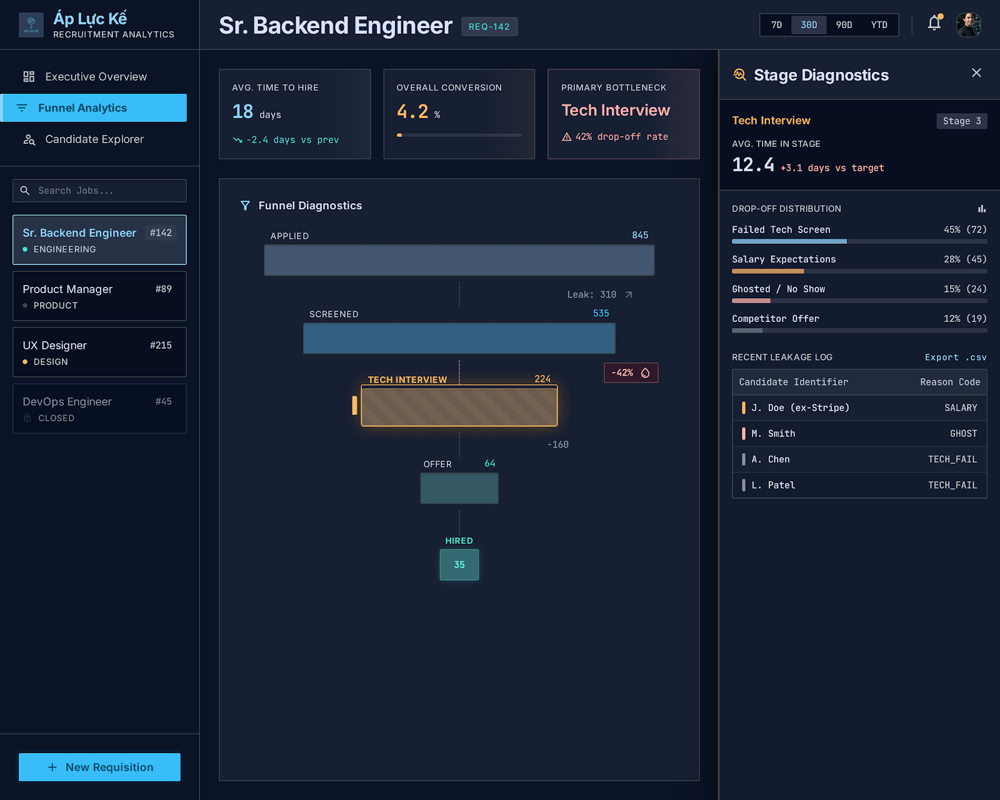 Áp Lực Kế
RECRUITMENT ANALYTICS
Executive Overview
Funnel Analytics
Candidate Explorer
Search Jobs...
Sr. Backend Engineer #142
ENGINEERING
Product Manager #89
PRODUCT
UX Designer #215
DESIGN
DevOps Engineer #45
CLOSED
New Requisition
Sr. Backend Engineer REQ-142
7D 30D 90D YTD
AVG. TIME TO HIRE
18 days
-2.4 days vs prev
OVERALL CONVERSION
4.2 %
PRIMARY BOTTLENECK
Tech Interview
42% drop-off rate
Funnel Diagnostics
APPLIED 845
Leak: 310
SCREENED 535
-42%
TECH INTERVIEW 224
-160
OFFER 64
HIRED
35
Stage Diagnostics
Tech Interview Stage 3
AVG. TIME IN STAGE
12.4 +3.1 days vs target
DROP-OFF DISTRIBUTION
Failed Tech Screen 45% (72)
Salary Expectations 28% (45)
Ghosted / No Show 15% (24)
Competitor Offer 12% (19)
RECENT LEAKAGE LOG Export .csv
Candidate Identifier Reason Code
J. Doe (ex-Stripe) SALARY
M. Smith GHOST
A. Chen TECH_FAIL
L. Patel TECH_FAIL